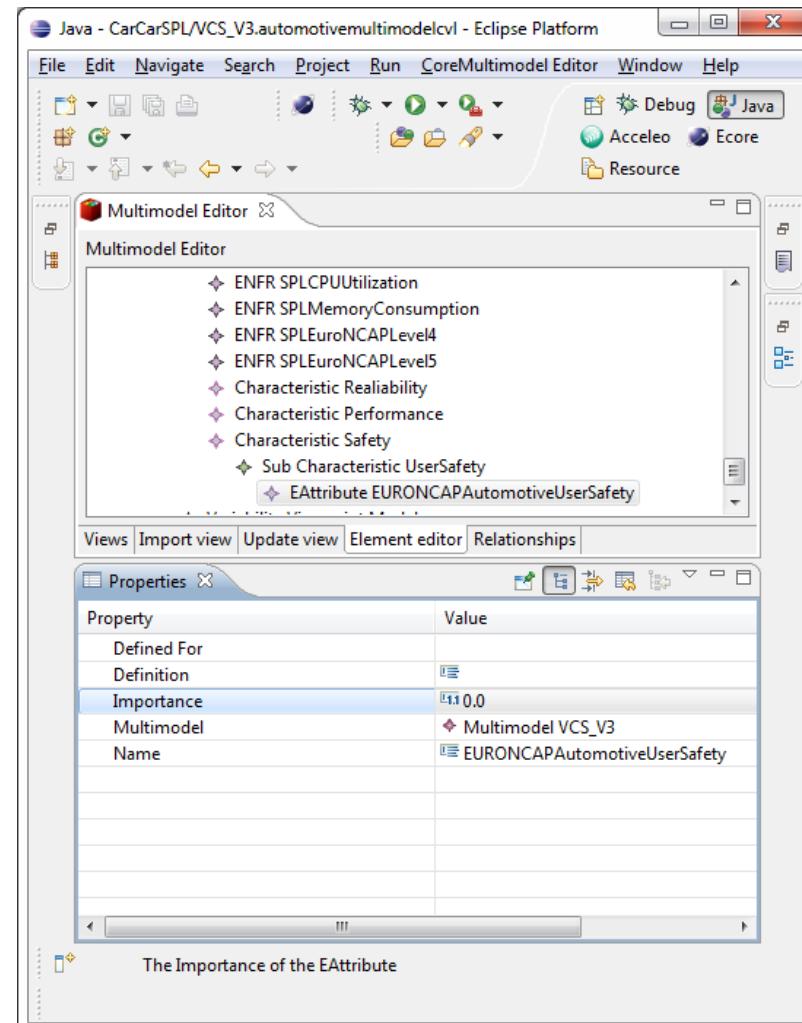 Java - CarCarSPL/VCS_V3.automotivemultimodelcvl - Eclipse Platform
File Edit Navigate Search Project Run CoreMultimodel Editor Window Help
Debug Java
Acceleo Ecore
Resource
Multimodel Editor
Multimodel Editor
ENFR SPLCPUUtilization
ENFR SPLMemoryConsumption
ENFR SPLEuroNCAPLevel4
ENFR SPLEuroNCAPLevel5
Characteristic Realiability
Characteristic Performance
Characteristic Safety
Sub Characteristic UserSafety
EAttribute EURONCAPAutomotiveUserSafety
Views Import view Update view Element editor Relationships
Properties
Property Value
Defined For
Definition
Importance 0.0
Multimodel Multimodel VCS_V3
Name EURONCAPAutomotiveUserSafety
The Importance of the EAttribute